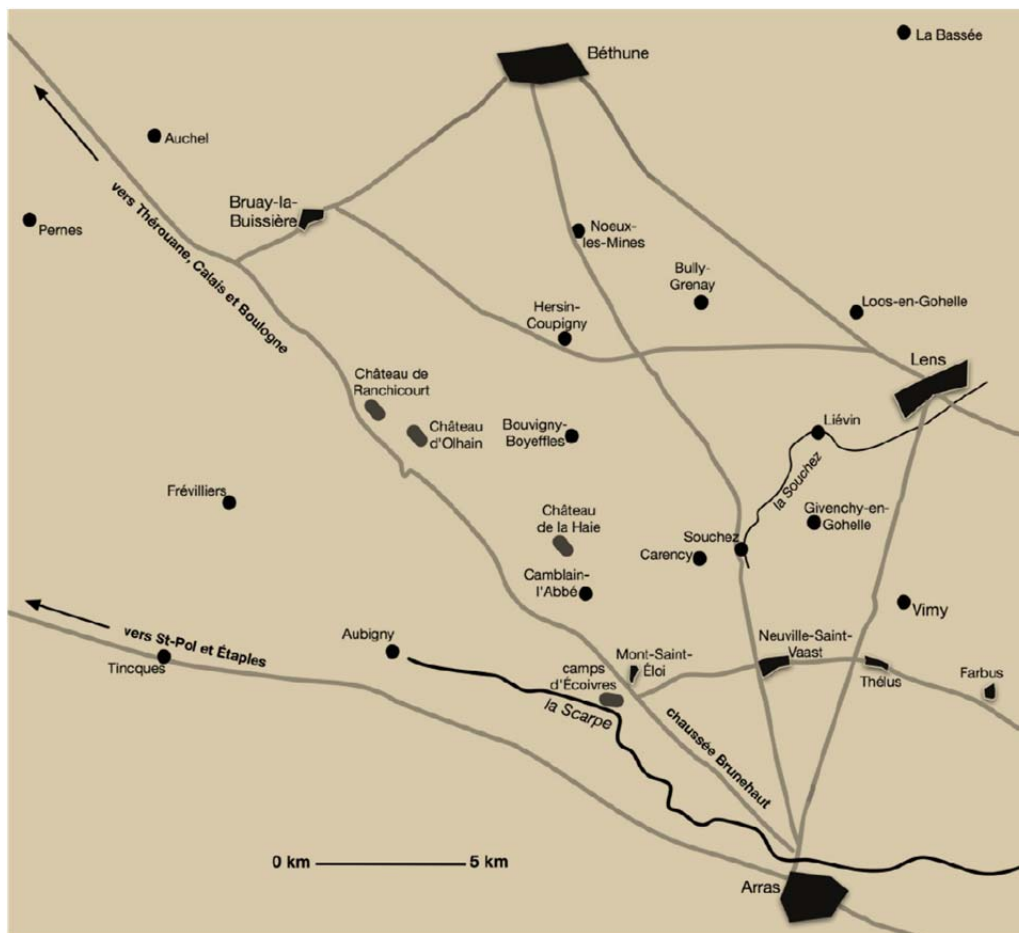 La Bassée
Béthune
Auchel
Bruay-la-
Buissière
Pernes
Noeux-
les-Mines
vers Thérouane, Calais et Boulogne
Bully-
Grenay
Loos-en-Gohelle
Hersin-
Coupigny
Lens
Château de
Ranchicourt
Château
d'Olhain
Bouvigny-
Boyeffles
Liévin
la Souchez
Frévilliers
Château
de la Haie
Givenchy-en-
Gohelle
Souchez
Carency
Camblain-
l'Abbé
Vimy
vers St-Pol et Étaples
Tincques
Aubigny
Mont-Saint-
Éloi
Neuville-Saint-
Vaast
camps
d'Écoivres
Thélus
Farbus
la Scarpe
chaussée Brunehaut
0 km 5 km
Arras